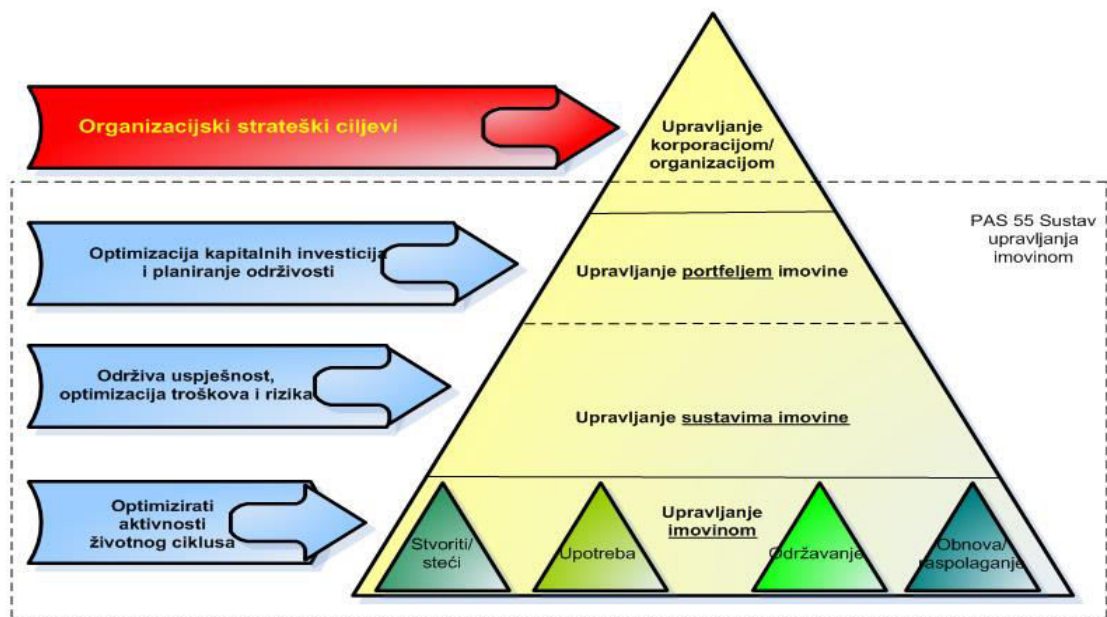 Organizacijski strateški ciljevi
Upravljanje
korporacijom/
organizacijom
PAS 55 Sustav
upravljanja
imovinom
Optimizacija kapitalnih investicija
i planiranje održivosti
Upravljanje portfeljem imovine
Održiva uspješnost,
optimizacija troškova i rizika
Upravljanje sustavima imovine
Optimizirati
aktivnosti
životnog ciklusa
Stvoriti/
steći
Upotreba
Upravljanje
imovinom
Održavanje
Obnova/
raspolaganje